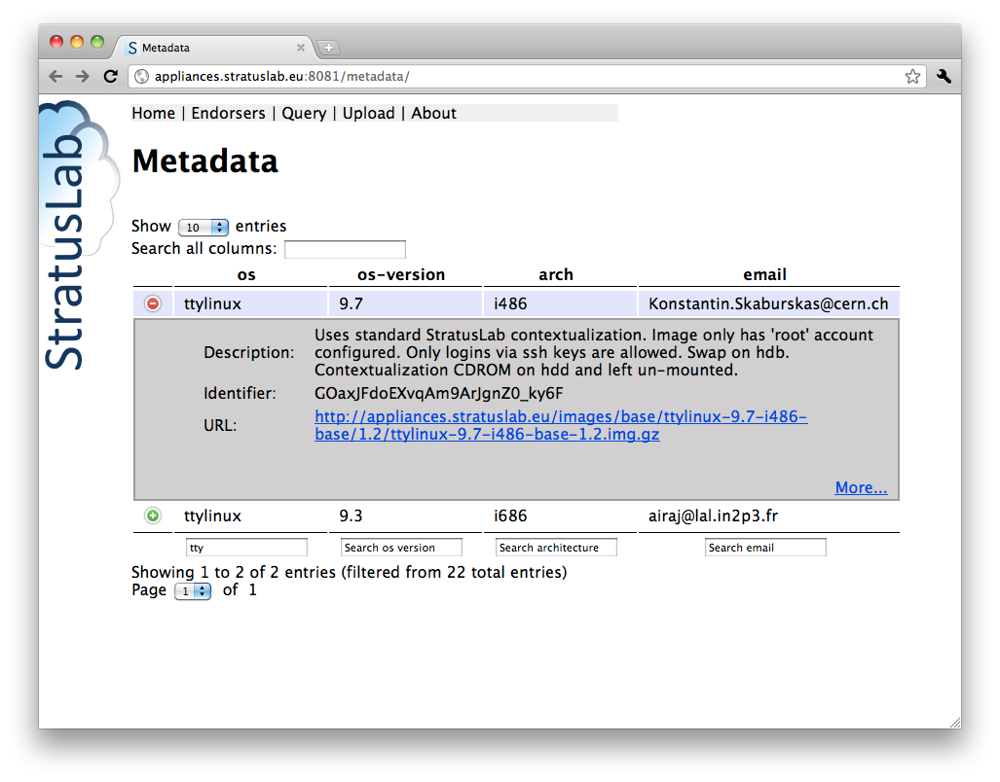 S Metadata
appliances.stratuslab.eu:8081/metadata/
StratusLab
Home | Endorsers | Query | Upload | About
Metadata
Show 10 entries
Search all columns:
os os-version arch email
ttylinux 9.7 i486 Konstantin.Skaburskas@cern.ch
Description: Uses standard StratusLab contextualization. Image only has 'root' account
configured. Only logins via ssh keys are allowed. Swap on hdb.
Contextualization CDROM on hdd and left un-mounted.
Identifier: GOaxJFdoEXvqAm9ArJgnZ0_ky6F
URL: http://appliances.stratuslab.eu/images/base/ttylinux-9.7-i486-
base/1.2/ttylinux-9.7-i486-base-1.2.img.gz
More...
ttylinux 9.3 i686 airaj@lal.in2p3.fr
tty Search os version Search architecture Search email
Showing 1 to 2 of 2 entries (filtered from 22 total entries)
Page 1 of 1